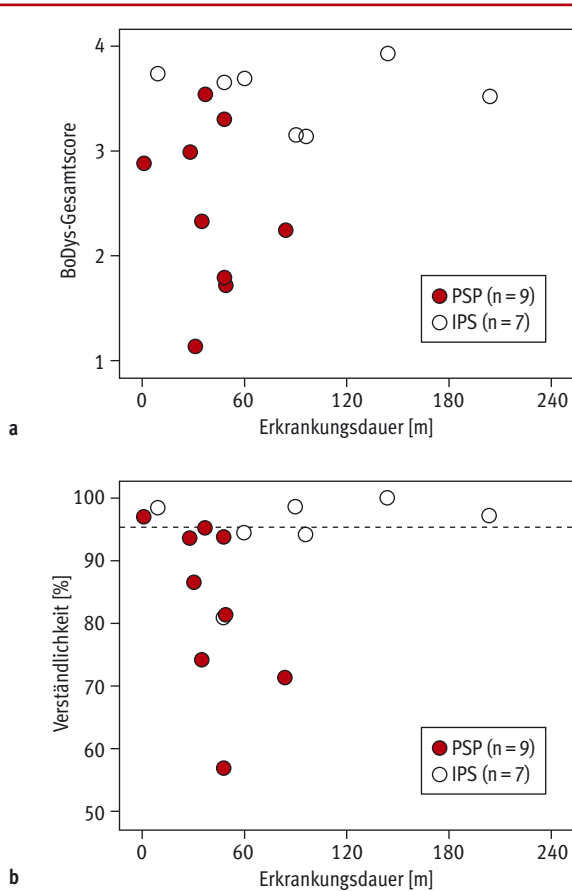 4
3
2
1
BoDys-Gesamtscore
PSP (n = 9)
IPS (n = 7)
0 60 120 180 240
Erkrankungsdauer [m]
a
100
90
80
70
60
50
Verständlichkeit [%]
PSP (n = 9)
IPS (n = 7)
0 60 120 180 240
Erkrankungsdauer [m]
b